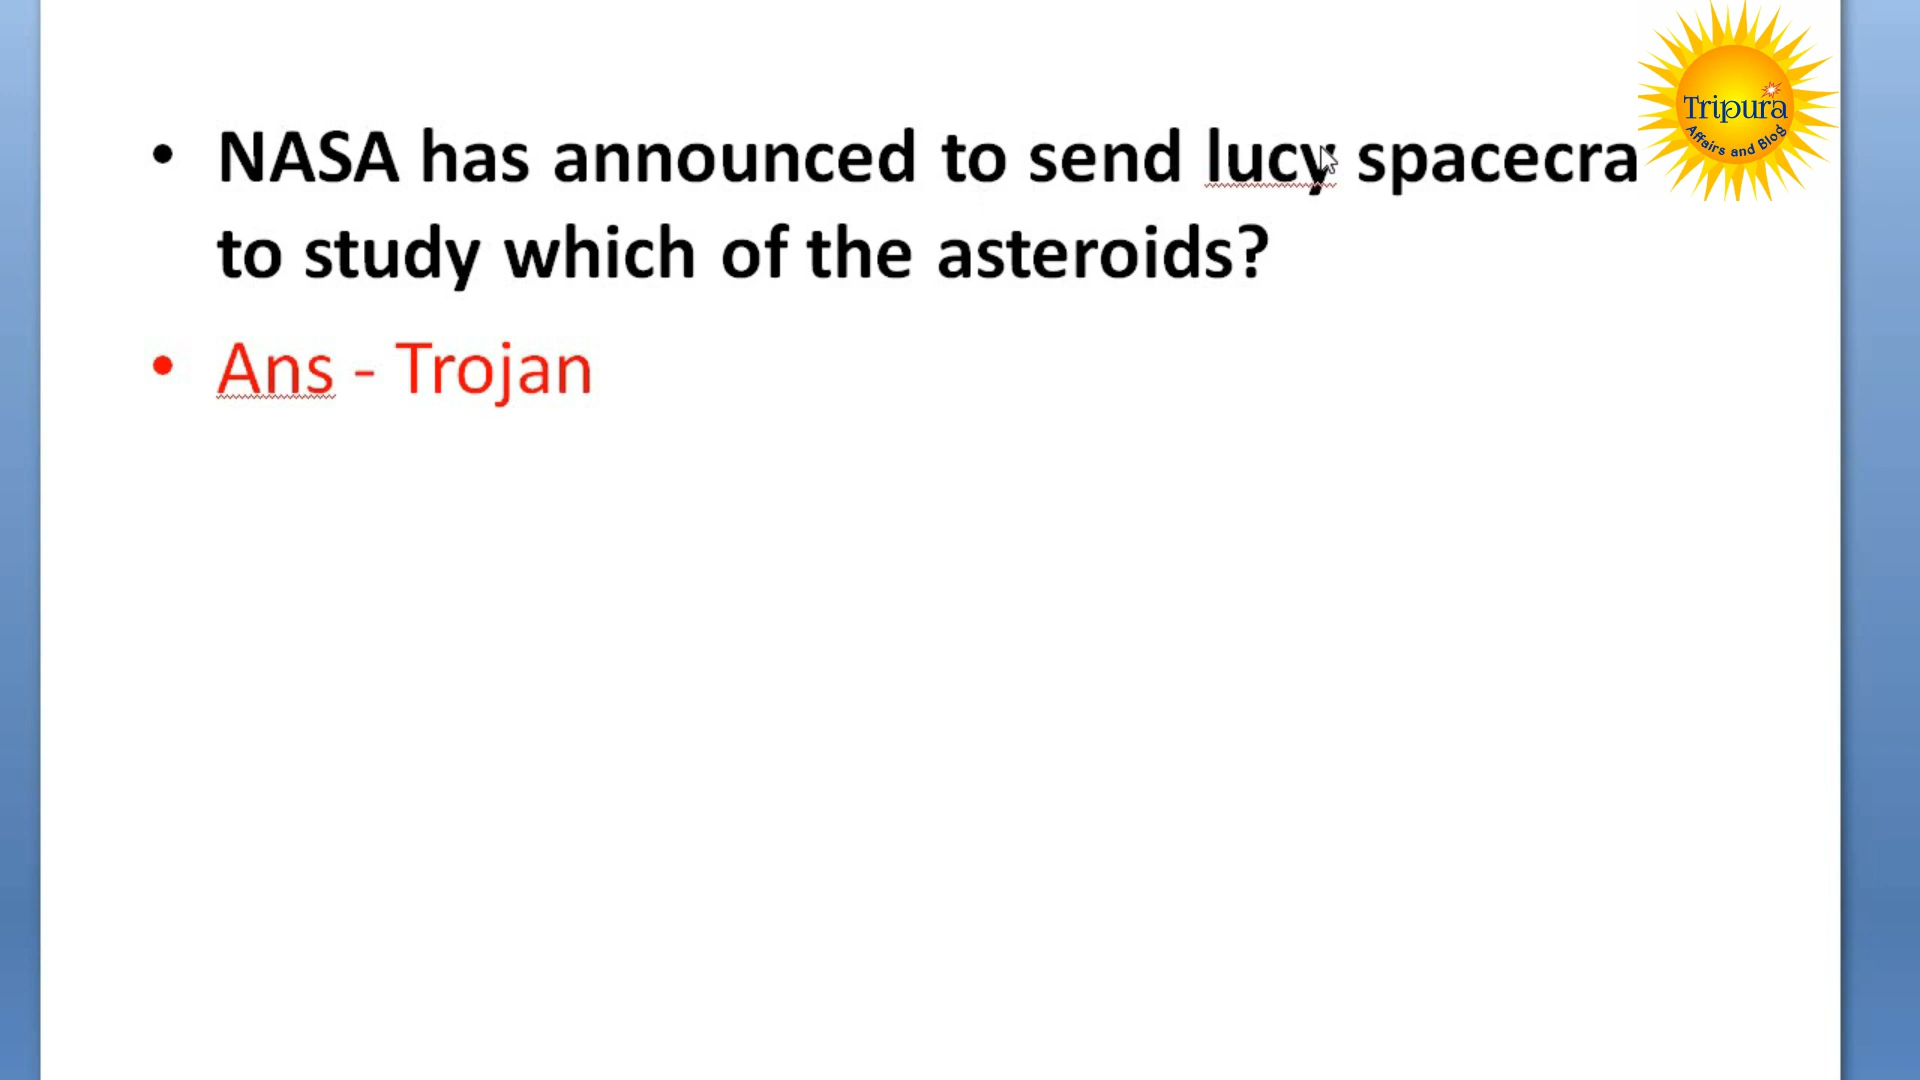 • NASA has announced to send lucy spacecra
to study which of the asteroids?
• Ans - Trojan
Tripura
Affairs and Blog